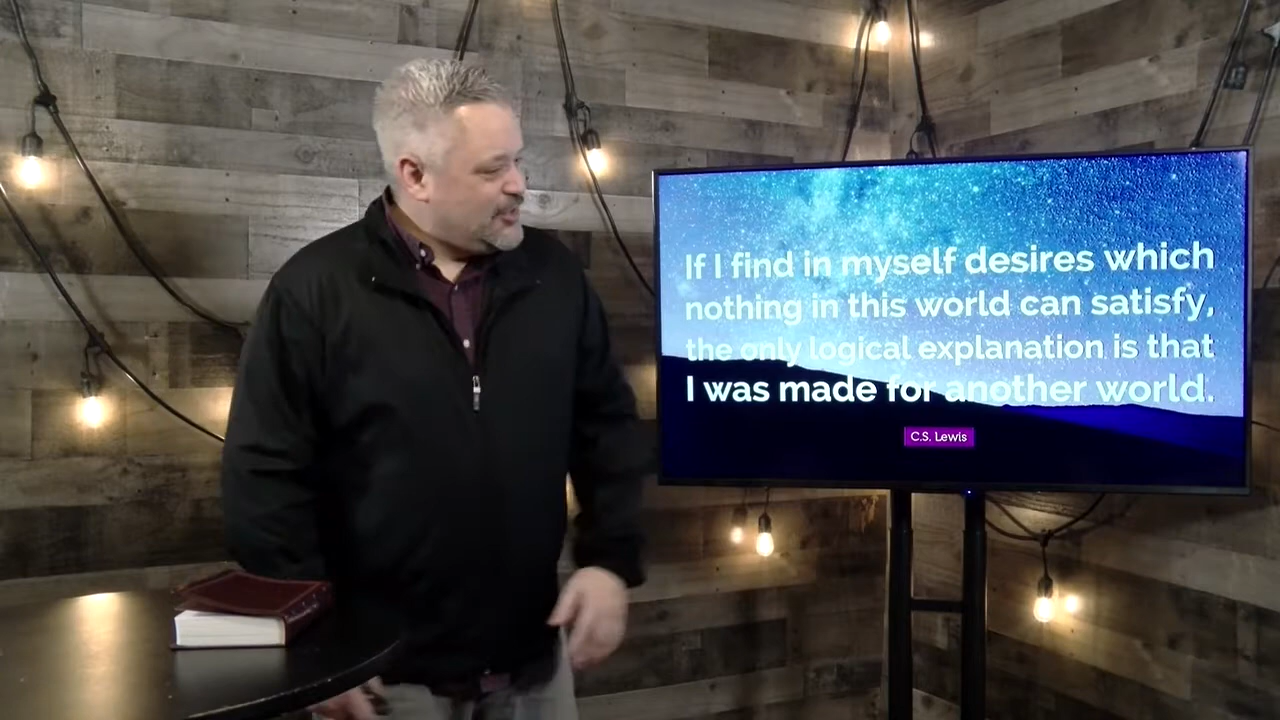 If I find in myself desires which
nothing in this world can satisfy,
the only logical explanation is that
I was made for another world.
C.S. Lewis